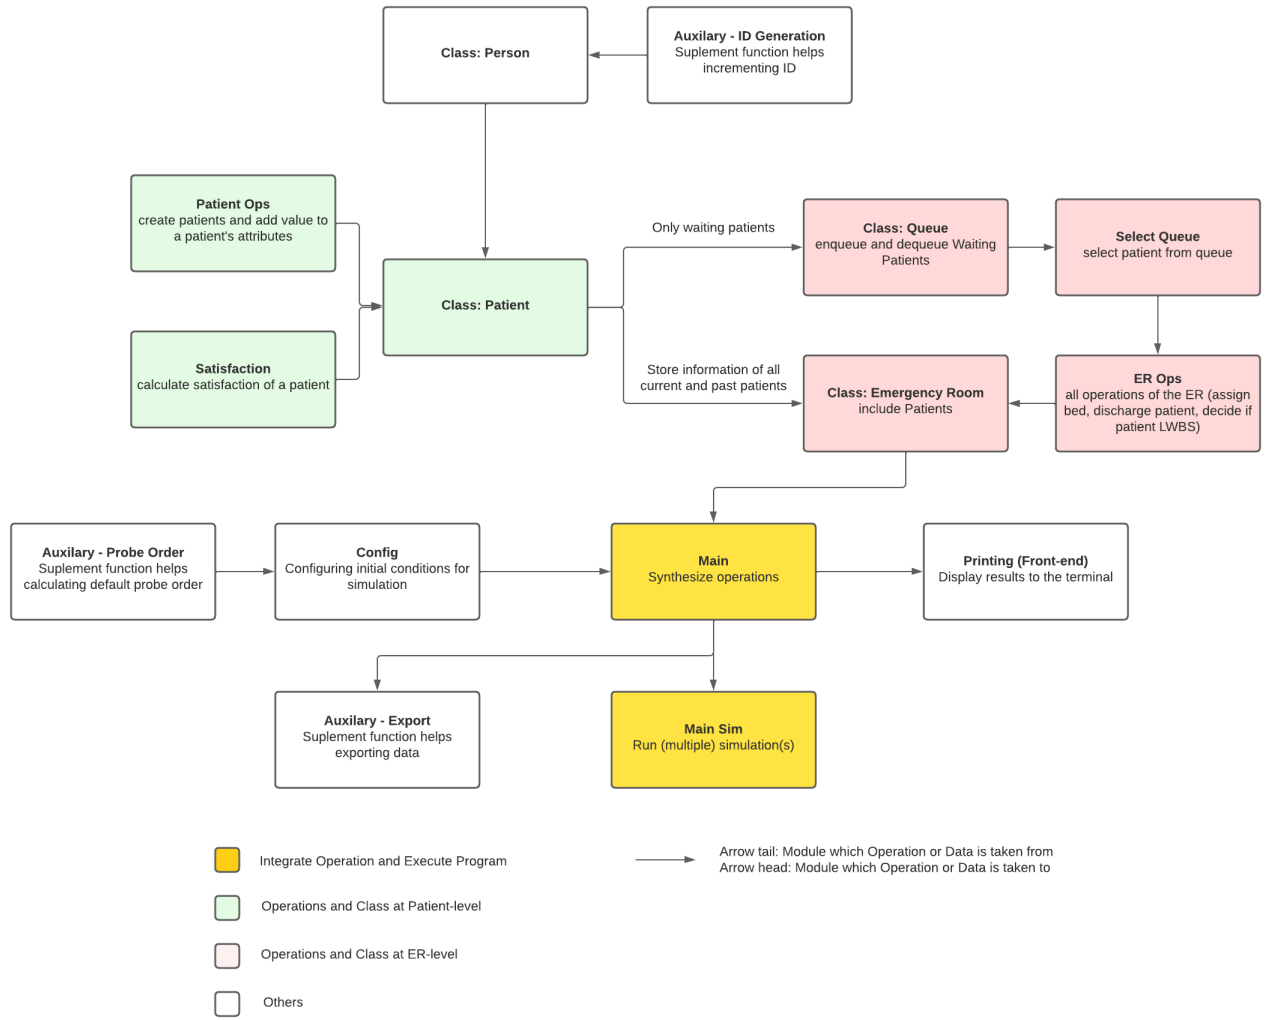 Class: Person
Auxilary - ID Generation
Suplement function helps
incrementing ID
Patient Ops
create patients and add value to
a patient's attributes
Only waiting patients
Class: Queue
enqueue and dequeue Waiting
Patients
Select Queue
select patient from queue
Class: Patient
Satisfaction
calculate satisfaction of a patient
Store information of all
current and past patients
Class: Emergency Room
include Patients
ER Ops
all operations of the ER (assign
bed, discharge patient, decide if
patient LWBS)
Auxilary - Probe Order
Suplement function helps
calculating default probe order
Config
Configuring initial conditions for
simulation
Main
Synthesize operations
Printing (Front-end)
Display results to the terminal
Auxilary - Export
Suplement function helps
exporting data
Main Sim
Run (multiple) simulation(s)
Integrate Operation and Execute Program
Arrow tail: Module which Operation or Data is taken from
Arrow head: Module which Operation or Data is taken to
Operations and Class at Patient-level
Operations and Class at ER-level
Others